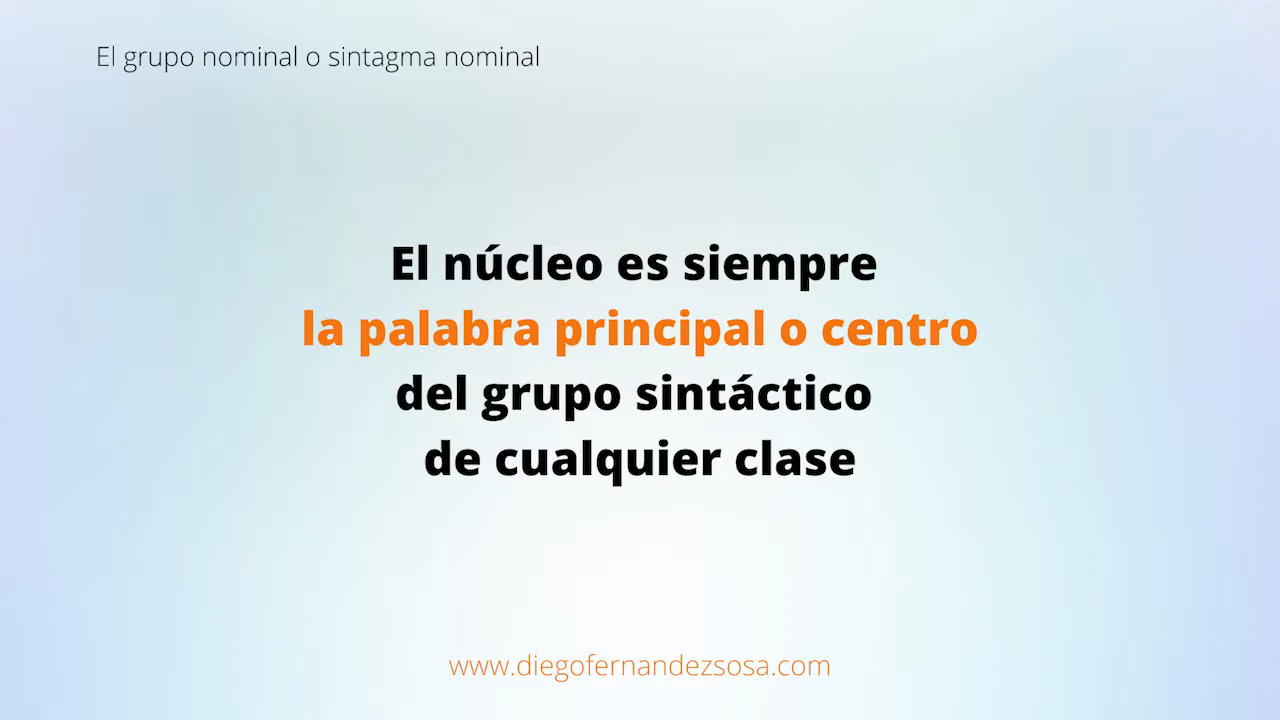 El grupo nominal o sintagma nominal
El núcleo es siempre
la palabra principal o centro
del grupo sintáctico
de cualquier clase
www.diegofernandezsosa.com